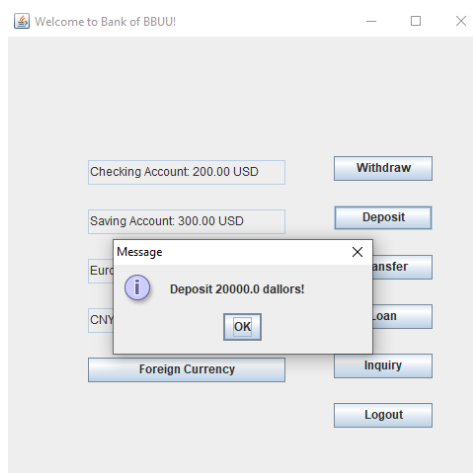 Welcome to Bank of BBUU!
Checking Account: 200.00 USD
Withdraw
Saving Account: 300.00 USD
Deposit
Message
Deposit 20000.0 dallors!
OK
CNY
Loan
Foreign Currency
Inquiry
Logout